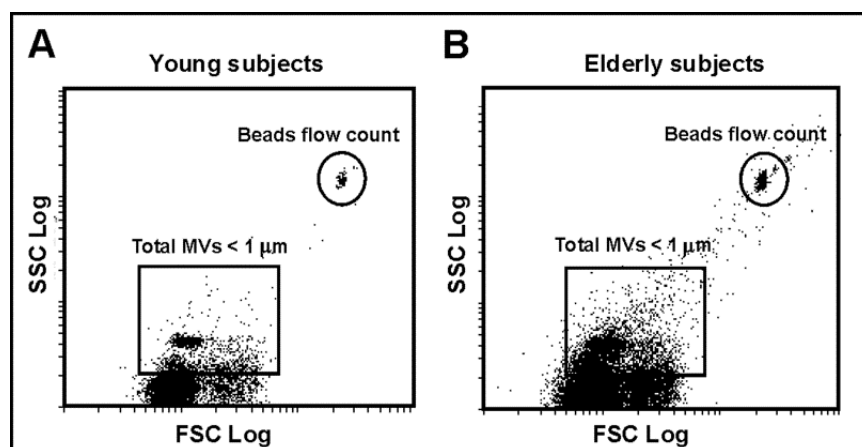 A
Young subjects
Beads flow count
Total MVs < 1 µm
SSC Log
FSC Log
B
Elderly subjects
Beads flow count
Total MVs < 1 µm
SSC Log
FSC Log